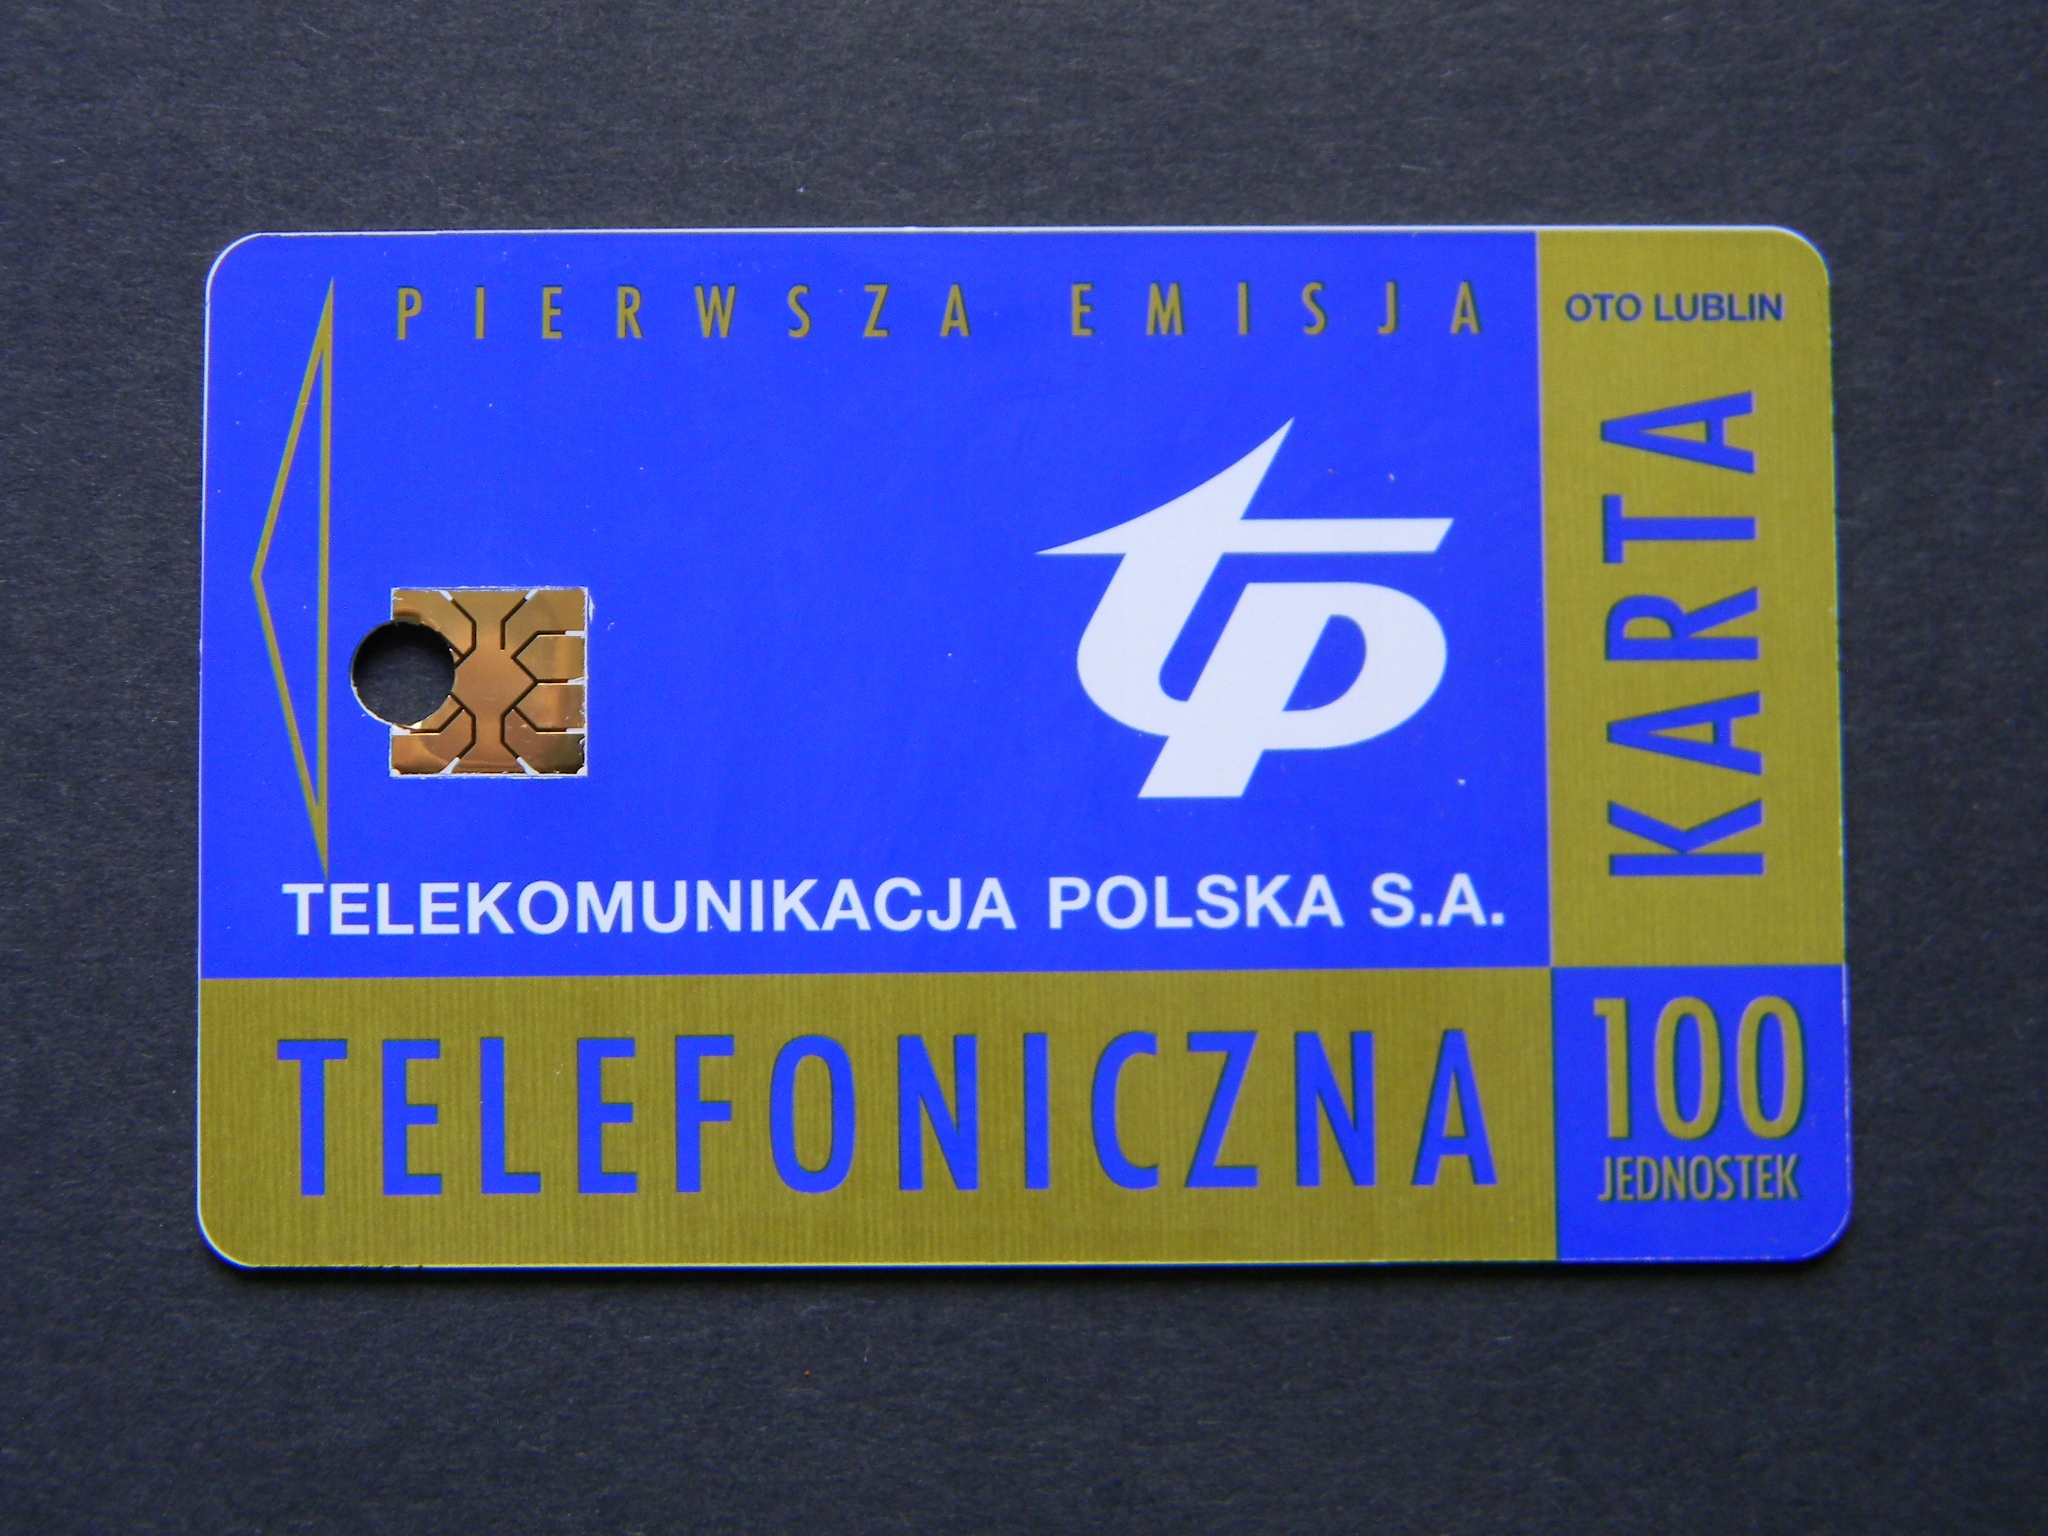 PIERWSZA EMISJA
OTO LUBLIN
tp
TELEKOMUNIKACJA POLSKA S.A.
KARTA
TELEFONICZNA
100
JEDNOSTEK